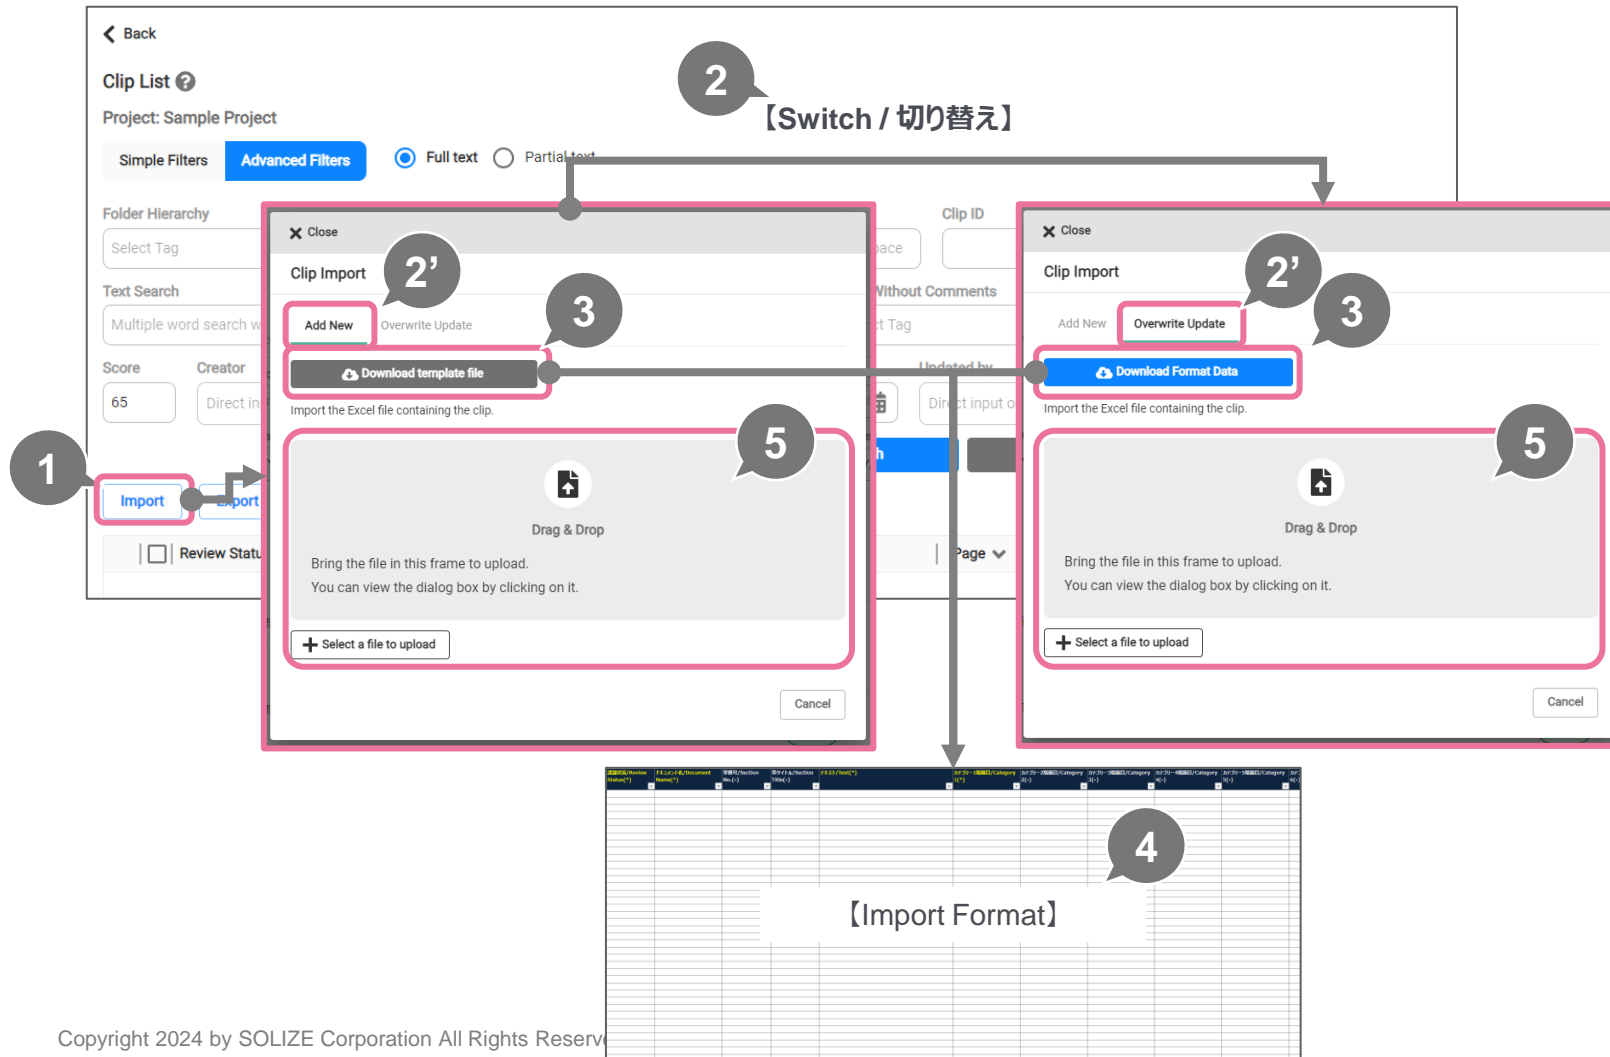 Back
Clip List
Project: Sample Project
2
【Switch / 切り替え】
Simple Filters
Advanced Filters
Full text
Partial text
Folder Hierarchy
Select Tag
Clip ID
Text Search
Multiple word search w
Without Comments
Score
Creator
Updated by
65
Direct in
Direct input o
1
Import
Export
Review Statu
Page
Close
Clip Import
2’
3
Add New
Overwrite Update
Download template file
Import the Excel file containing the clip.
5
Drag & Drop
Bring the file in this frame to upload.
You can view the dialog box by clicking on it.
Select a file to upload
Cancel
Close
Clip Import
2’
3
Add New
Overwrite Update
Download Format Data
Import the Excel file containing the clip.
5
Drag & Drop
Bring the file in this frame to upload.
You can view the dialog box by clicking on it.
Select a file to upload
Cancel
4
【Import Format】
Copyright 2024 by SOLIZE Corporation All Rights Reserv